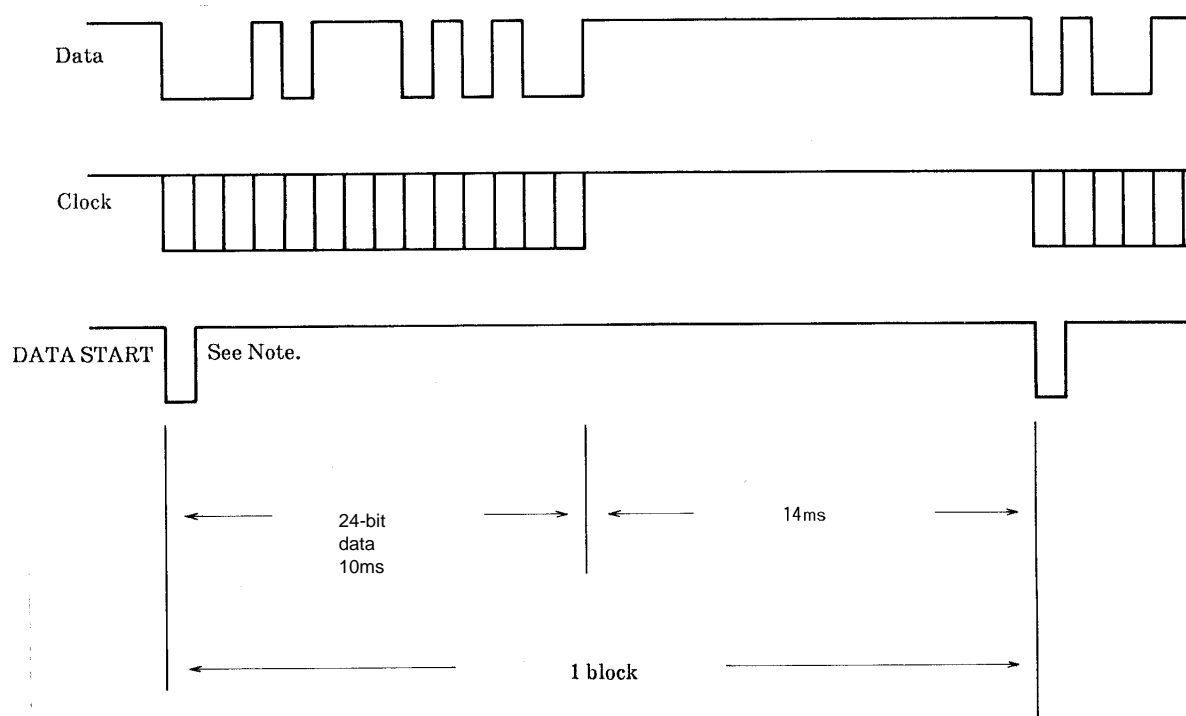 Data
Clock
DATA START
See Note.
24-bit
data
10ms
14ms
1 block